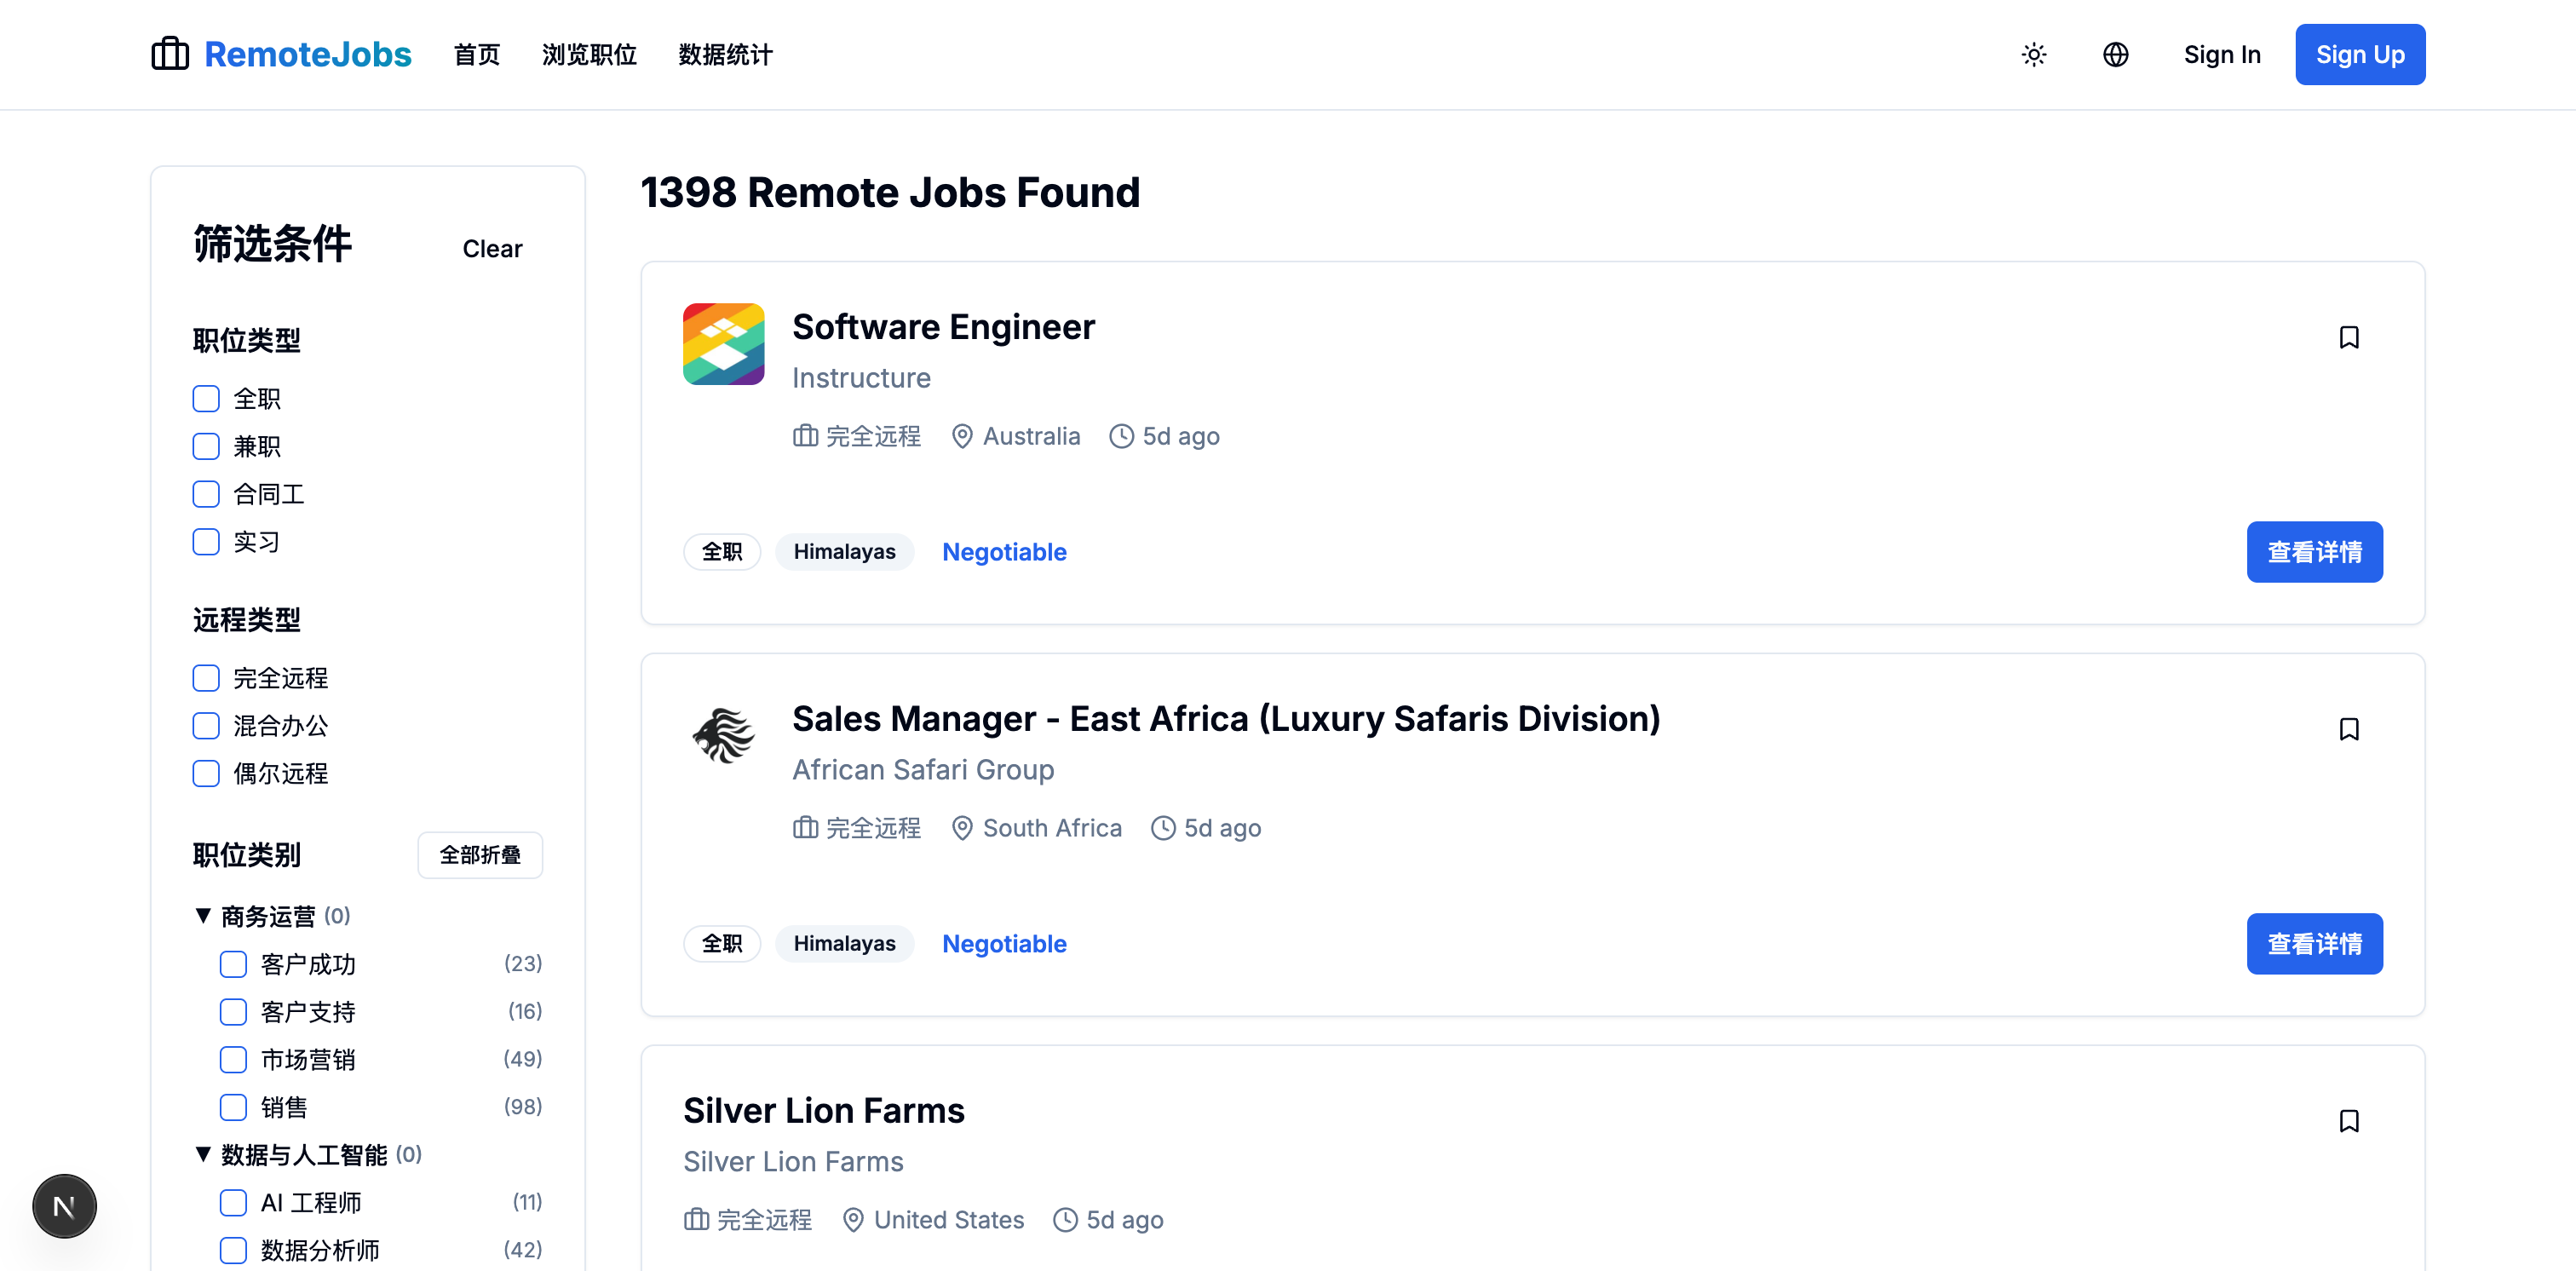 RemoteJobs 首页 浏览职位 数据统计 Sign In Sign Up
筛选条件 Clear
职位类型
全职
兼职
合同工
实习
远程类型
完全远程
混合办公
偶尔远程
职位类别 全部折叠
▼ 商务运营 (0)
客户成功 (23)
客户支持 (16)
市场营销 (49)
销售 (98)
▼ 数据与人工智能 (0)
AI 工程师 (11)
数据分析师 (42)
N
1398 Remote Jobs Found
Software Engineer
Instructure
完全远程 Australia 5d ago
全职 Himalayas Negotiable 查看详情
Sales Manager - East Africa (Luxury Safaris Division)
African Safari Group
完全远程 South Africa 5d ago
全职 Himalayas Negotiable 查看详情
Silver Lion Farms
Silver Lion Farms
完全远程 United States 5d ago